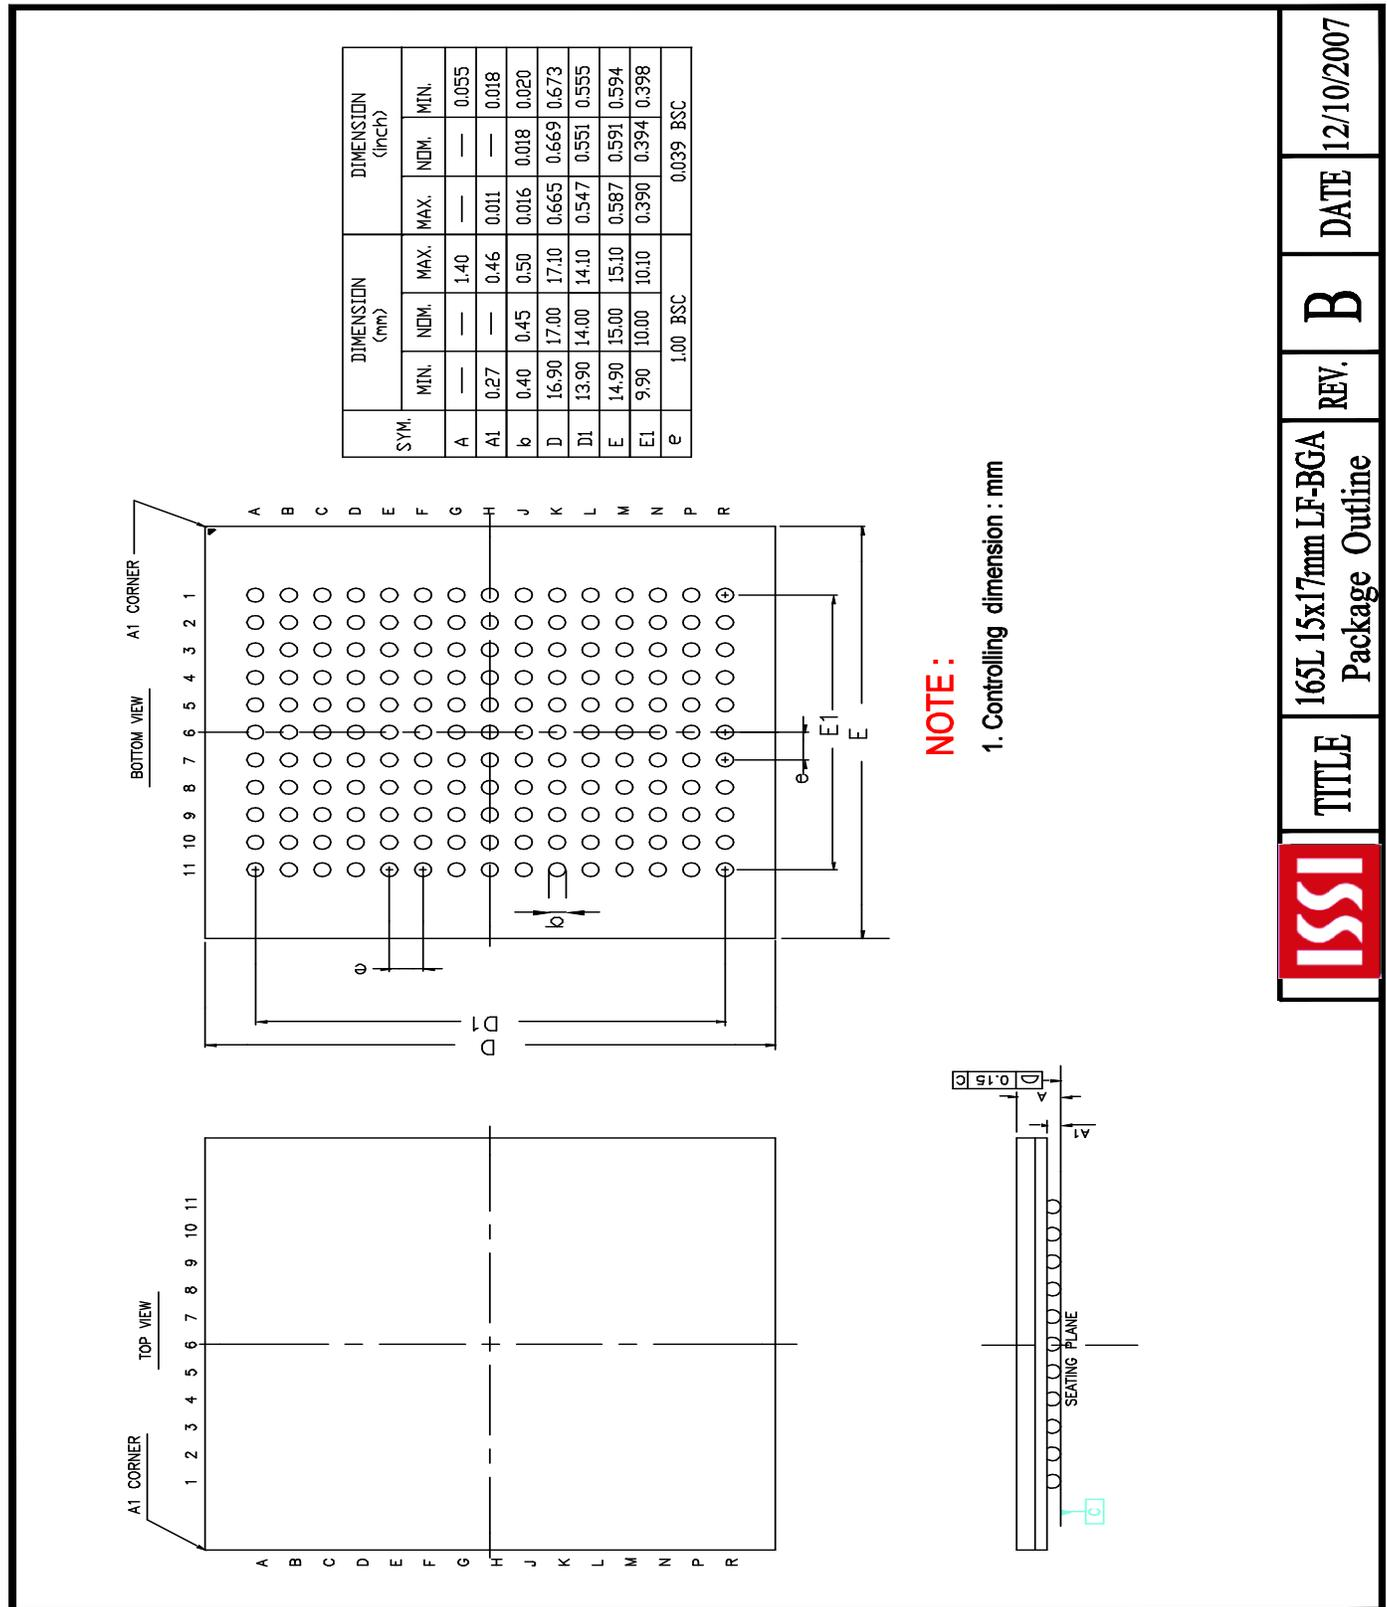 TOP VIEW
A1 CORNER
1 2 3 4 5 6 7 8 9 10 11
A
B
C
D
E
F
G
H
J
K
L
M
N
P
R
BOTTOM VIEW
A1 CORNER
11 10 9 8 7 6 5 4 3 2 1
A
B
C
D
E
F
G
H
J
K
L
M
N
P
R
e
D1
D
b
e
E1
E
SYM. DIMENSION (mm) DIMENSION (inch)
MIN. NOM. MAX. MAX. NOM. MIN.
A — — 1.40 — — 0.055
A1 0.27 — 0.46 0.011 — 0.018
b 0.40 0.45 0.50 0.016 0.018 0.020
D 16.90 17.00 17.10 0.665 0.669 0.673
D1 13.90 14.00 14.10 0.547 0.551 0.555
E 14.90 15.00 15.10 0.587 0.591 0.594
E1 9.90 10.00 10.10 0.390 0.394 0.398
e 1.00 BSC 0.039 BSC
C
SEATING PLANE
A1
A
D 0.15 C
NOTE :
1. Controlling dimension : mm
ISSI
TITLE
165L 15x17mm LF-BGA
Package Outline
REV.
B
DATE
12/10/2007